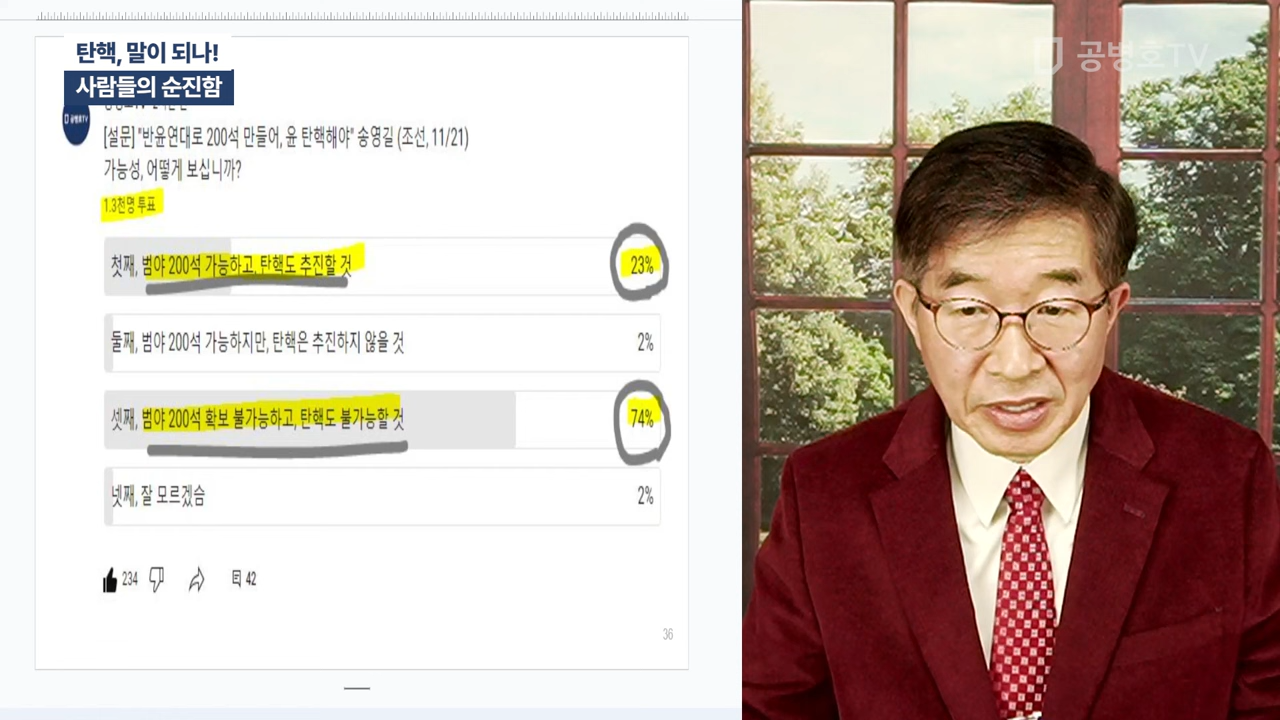 탄핵, 말이 되나!
사람들의 순진함
공병호TV
[설문] "반윤연대로 200석 만들어, 윤 탄핵해야" 송영길 (조선, 11/21)
가능성, 어떻게 보십니까?
1.3천명 투표
첫째, 범야 200석 가능하고, 탄핵도 추진할 것 23%
둘째, 범야 200석 가능하지만, 탄핵은 추진하지 않을 것 2%
셋째, 범야 200석 확보 불가능하고, 탄핵도 불가능할 것 74%
넷째, 잘 모르겠슴 2%
234 42
36
공병호TV